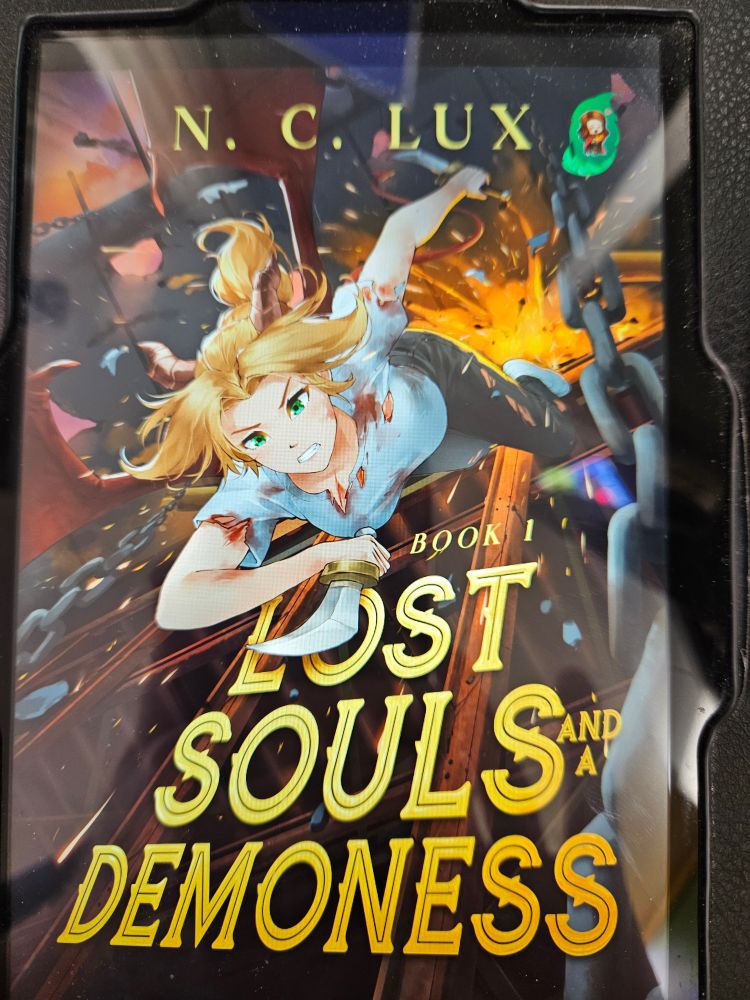 N. C. LUX
BOOK 1
LOST
SOULS AND A
DEMONESS